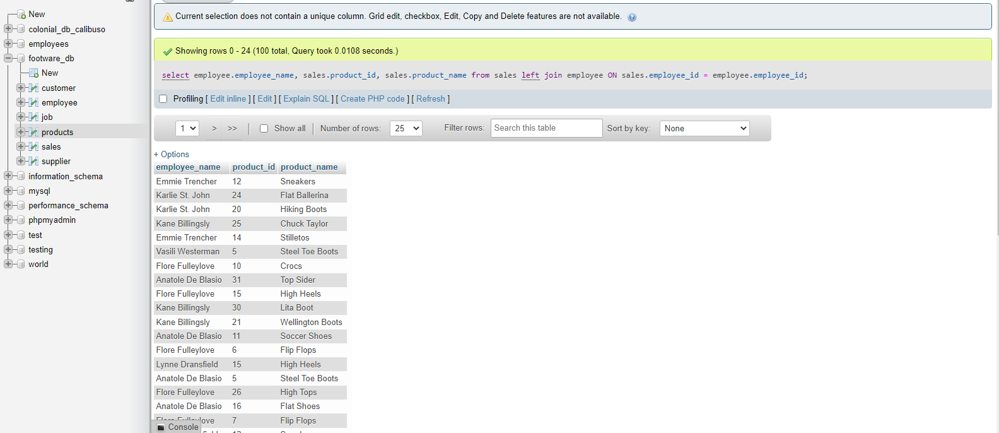 New
colonial_db_calibuso
employees
footware_db
New
customer
employee
job
products
sales
supplier
information_schema
mysql
performance_schema
phpmyadmin
test
testing
world
Current selection does not contain a unique column. Grid edit, checkbox, Edit, Copy and Delete features are not available.
Showing rows 0 - 24 (100 total, Query took 0.0108 seconds.)
select employee.employee_name, sales.product_id, sales.product_name from sales left join employee ON sales.employee_id = employee.employee_id;
Profiling [ Edit inline ] [ Edit ] [ Explain SQL ] [ Create PHP code ] [ Refresh ]
1 > >> Show all Number of rows: 25 Filter rows: Search this table Sort by key: None
+ Options
employee_name product_id product_name
Emmie Trencher 12 Sneakers
Karlie St. John 24 Flat Ballerina
Karlie St. John 20 Hiking Boots
Kane Billingsly 25 Chuck Taylor
Emmie Trencher 14 Stilletos
Vasili Westerman 5 Steel Toe Boots
Flore Fulleylove 10 Crocs
Anatole De Blasio 31 Top Sider
Flore Fulleylove 15 High Heels
Kane Billingsly 30 Lita Boot
Kane Billingsly 21 Wellington Boots
Anatole De Blasio 11 Soccer Shoes
Flore Fulleylove 6 Flip Flops
Lynne Dransfield 15 High Heels
Anatole De Blasio 5 Steel Toe Boots
Flore Fulleylove 26 High Tops
Anatole De Blasio 16 Flat Shoes
Flore Fulleylove 7 Flip Flops
Console